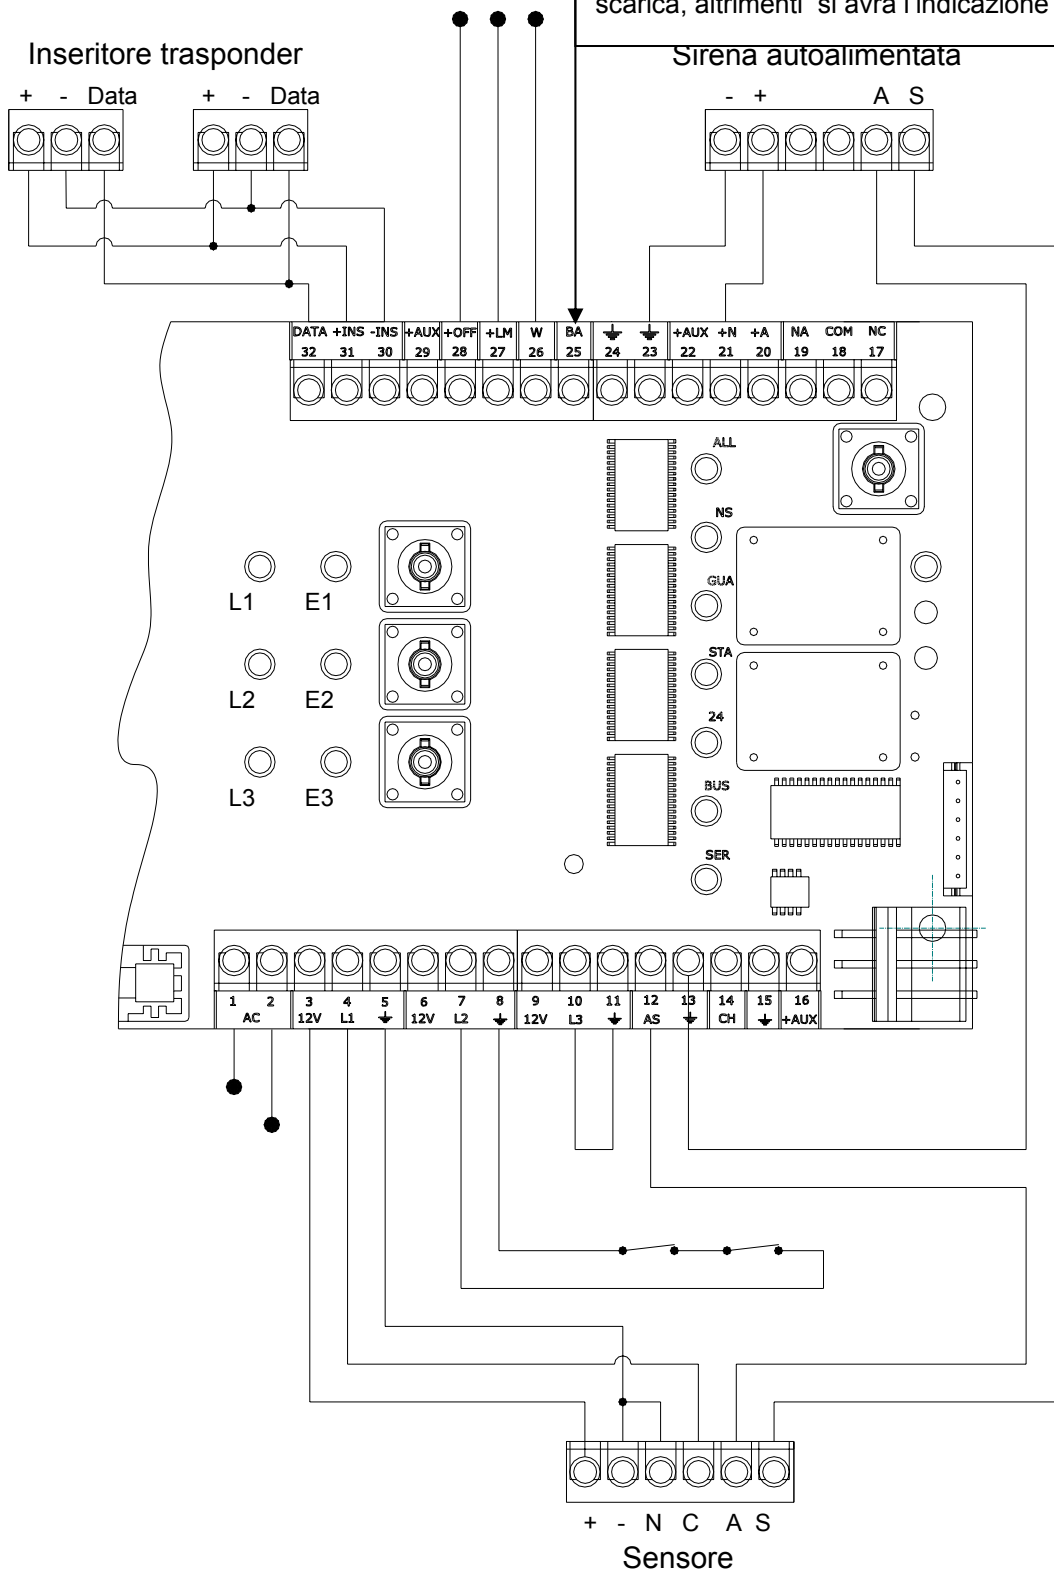 scarica, altrimenti si avrà l'indicazione
Inseritore trasponder
Sirena autoalimentata
+ - Data + - Data
- + A S
DATA +INS -INS +AUX +OFF +LM W BA +AUX +N +A NA COM NC
32 31 30 29 28 27 26 25 24 23 22 21 20 19 18 17
ALL
NS
GUA
L1 E1
STA
L2 E2
24
BUS
L3 E3
SER
1 2 3 4 5 6 7 8 9 10 11 12 13 14 15 16
AC 12V L1 12V L2 12V L3 AS CH +AUX
+ - N C A S
Sensore